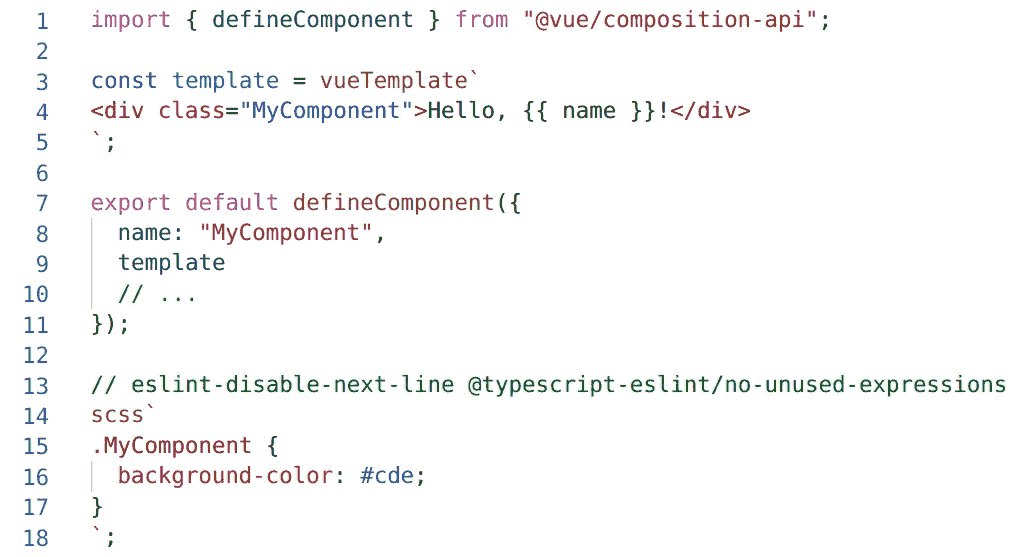 1 import { defineComponent } from "@vue/composition-api";
2
3 const template = vueTemplate`
4 <div class="MyComponent">Hello, {{ name }}!</div>
5 `;
6
7 export default defineComponent({
8   name: "MyComponent",
9   template
10   // ...
11 });
12
13 // eslint-disable-next-line @typescript-eslint/no-unused-expressions
14 scss`
15 .MyComponent {
16   background-color: #cde;
17 }
18 `;